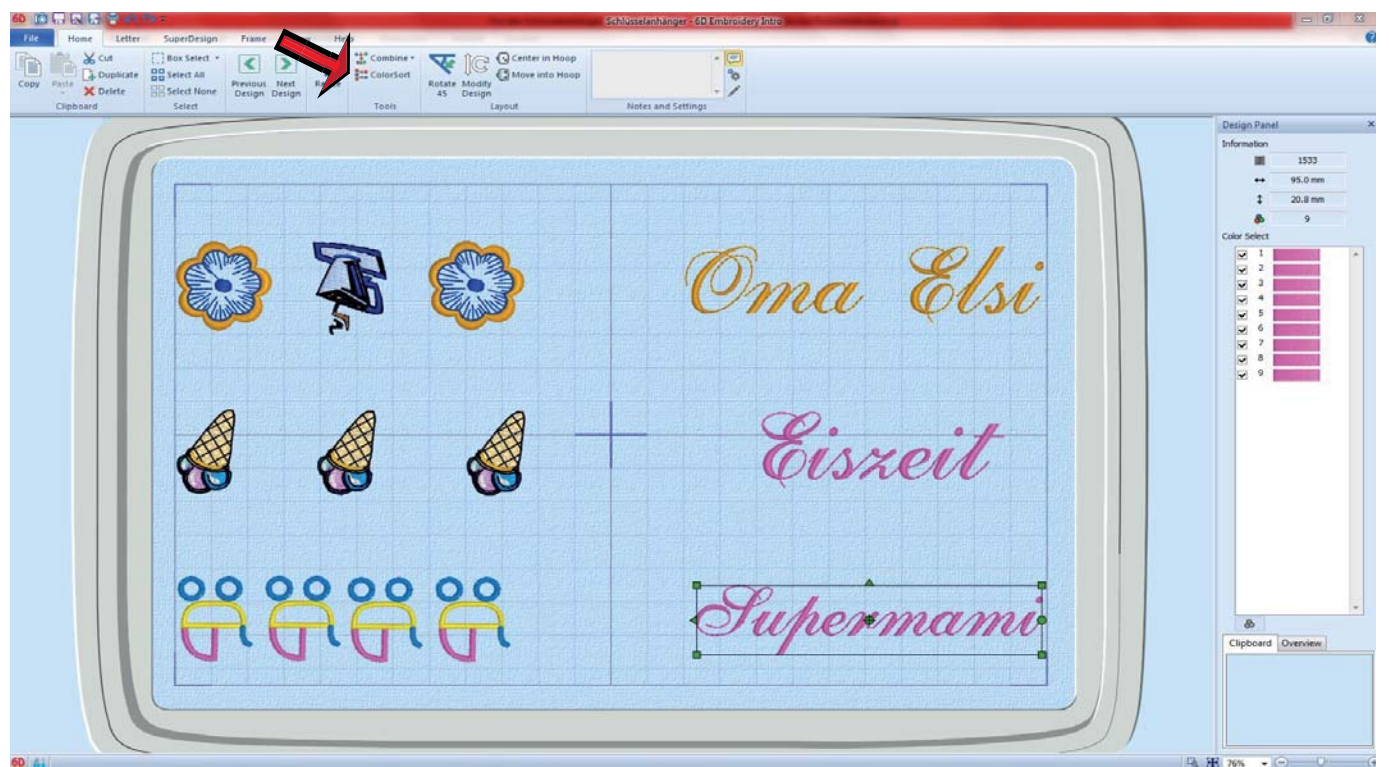 6D
Schlüsselanhänger - 6D Embroidery Intro
File Home Letter SuperDesign Frame Help
Copy Paste Cut Duplicate Delete
Clipboard
Box Select Select All Select None
Select
Previous Design Next Design
Combine ColorSort
Tools
Rotate 45 Modify Design Center in Hoop Move into Hoop
Layout
Notes and Settings
Design Panel
Information
1533
95.0 mm
20.8 mm
9
Color Select
1
2
3
4
5
6
7
8
9
Oma Elsi
Eiszeit
Supermami
Clipboard Overview
6D
76%